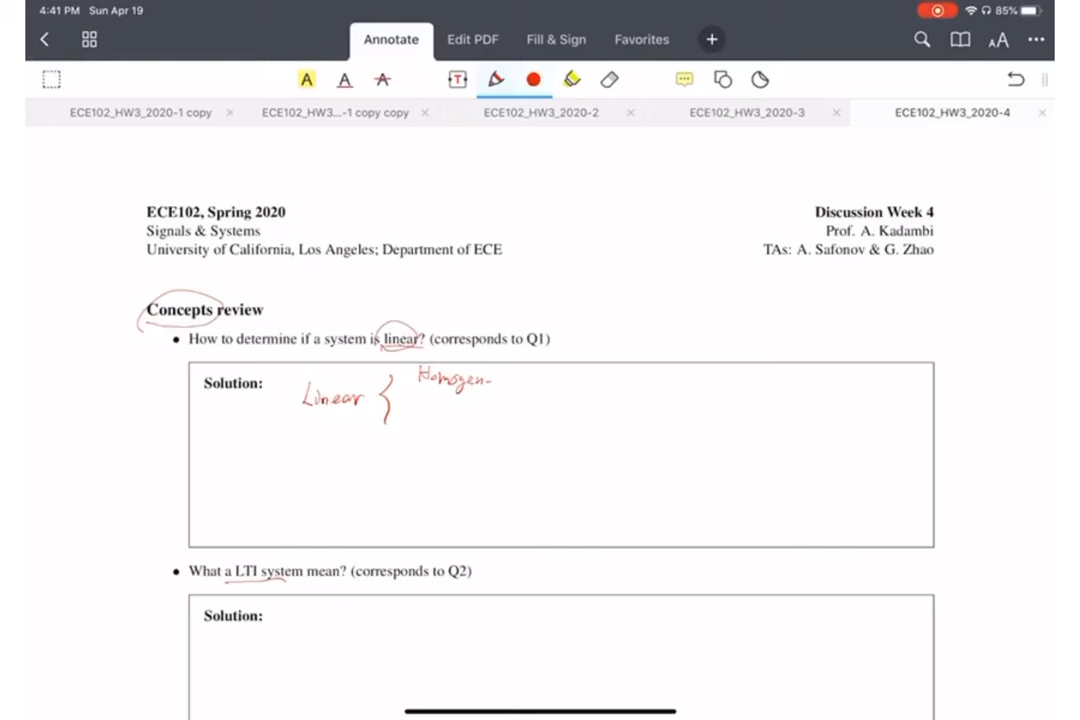 4:41 PM Sun Apr 19
85%
Annotate Edit PDF Fill & Sign Favorites +
A A A T AA
ECE102_HW3_2020-1 copy × ECE102_HW3...-1 copy copy × ECE102_HW3_2020-2 × ECE102_HW3_2020-3 × ECE102_HW3_2020-4 ×
ECE102, Spring 2020 Discussion Week 4
Signals & Systems Prof. A. Kadambi
University of California, Los Angeles; Department of ECE TAs: A. Safonov & G. Zhao
Concepts review
• How to determine if a system is linear? (corresponds to Q1)
Homogen-
Solution:
Linear {
• What a LTI system mean? (corresponds to Q2)
Solution: